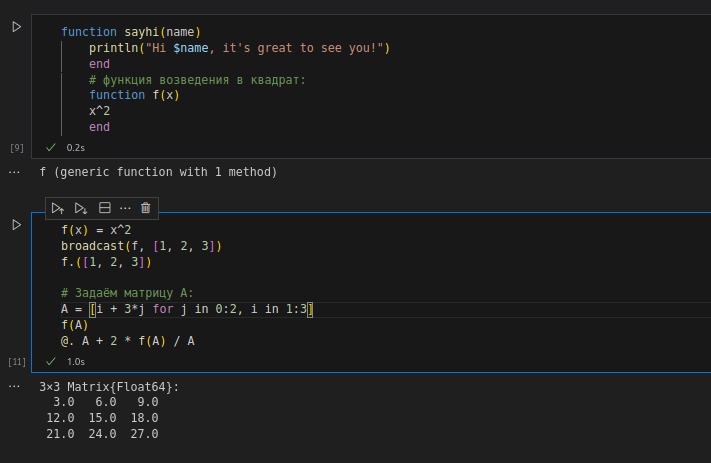 function sayhi(name)
println("Hi $name, it's great to see you!")
end
# функция возведения в квадрат:
function f(x)
x^2
end
[9]
0.2s
f (generic function with 1 method)
f(x) = x^2
broadcast(f, [1, 2, 3])
f.([1, 2, 3])
# Задаём матрицу A:
A = [i + 3*j for j in 0:2, i in 1:3]
f(A)
@. A + 2 * f(A) / A
[11]
1.0s
3×3 Matrix{Float64}:
3.0 6.0 9.0
12.0 15.0 18.0
21.0 24.0 27.0